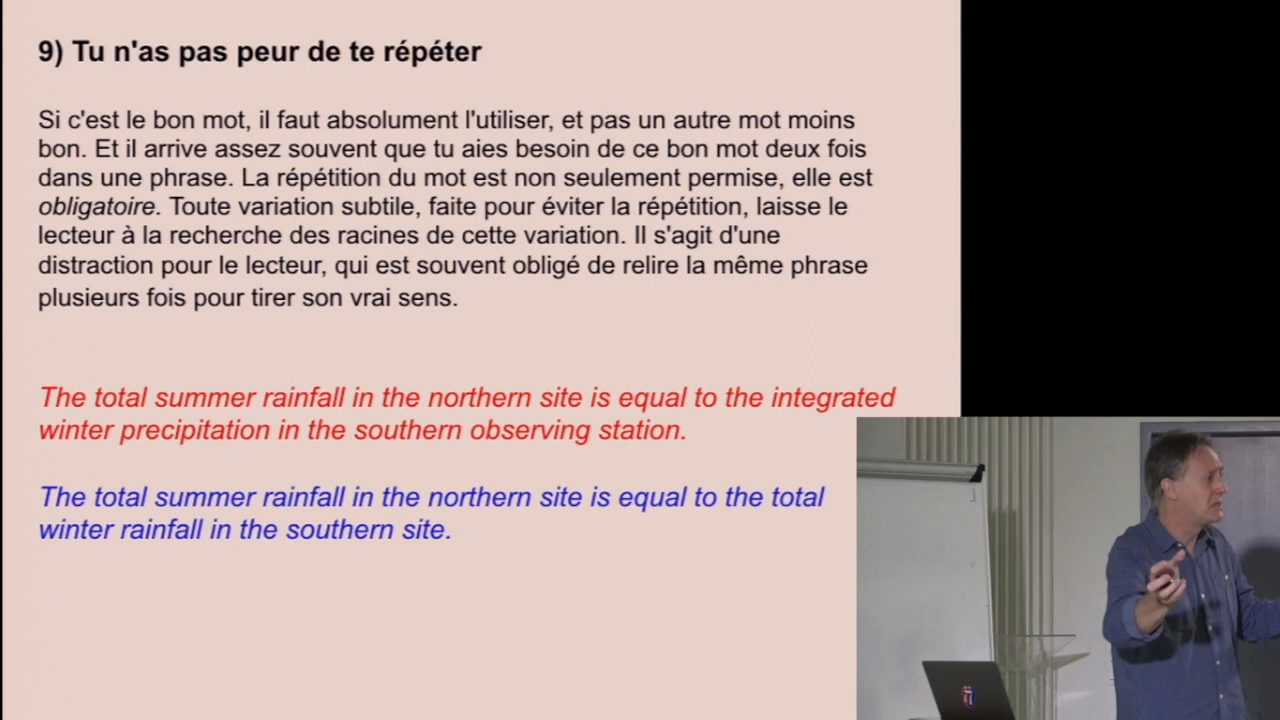 9) Tu n'as pas peur de te répéter
Si c'est le bon mot, il faut absolument l'utiliser, et pas un autre mot moins
bon. Et il arrive assez souvent que tu aies besoin de ce bon mot deux fois
dans une phrase. La répétition du mot est non seulement permise, elle est
obligatoire. Toute variation subtile, faite pour éviter la répétition, laisse le
lecteur à la recherche des racines de cette variation. Il s'agit d'une
distraction pour le lecteur, qui est souvent obligé de relire la même phrase
plusieurs fois pour tirer son vrai sens.
The total summer rainfall in the northern site is equal to the integrated
winter precipitation in the southern observing station.
The total summer rainfall in the northern site is equal to the total
winter rainfall in the southern site.